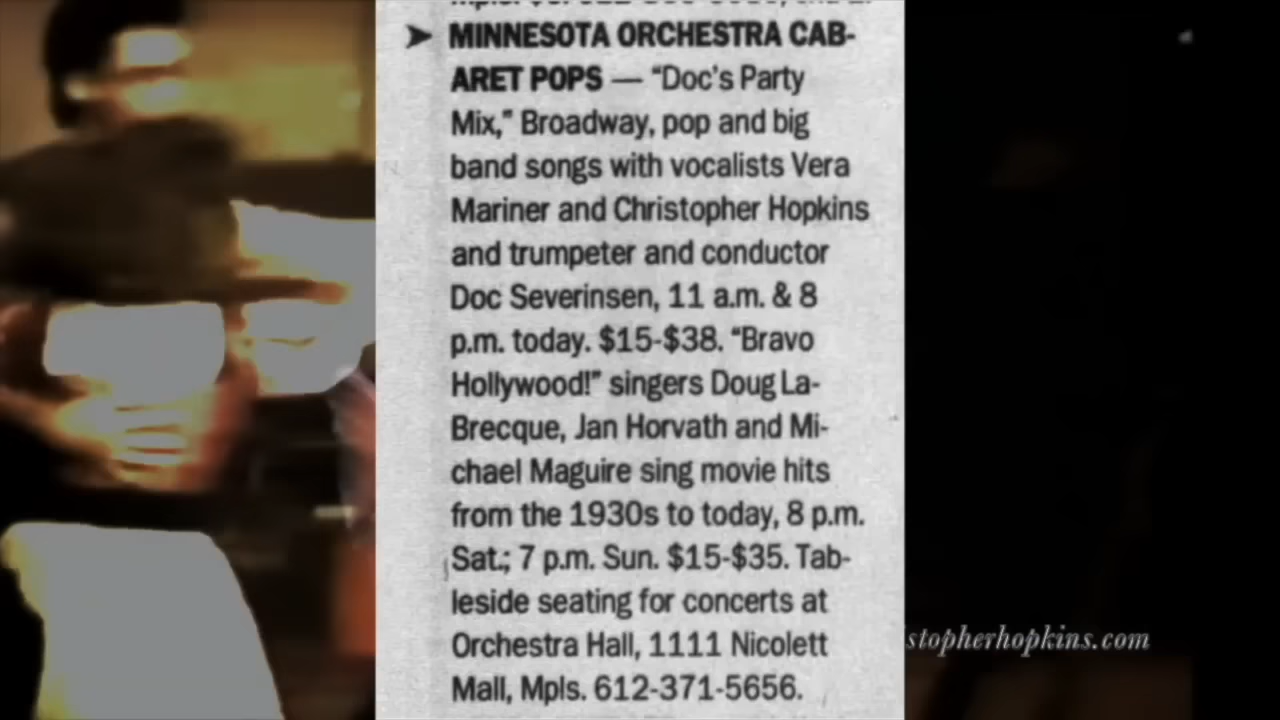 ➤ MINNESOTA ORCHESTRA CAB-
ARET POPS — “Doc’s Party
Mix,” Broadway, pop and big
band songs with vocalists Vera
Mariner and Christopher Hopkins
and trumpeter and conductor
Doc Severinsen, 11 a.m. & 8
p.m. today. $15-$38. “Bravo
Hollywood!” singers Doug La-
Brecque, Jan Horvath and Mi-
chael Maguire sing movie hits
from the 1930s to today, 8 p.m.
Sat.; 7 p.m. Sun. $15-$35. Tab-
leside seating for concerts at
Orchestra Hall, 1111 Nicolett
Mall, Mpls. 612-371-5656.
stopherhopkins.com